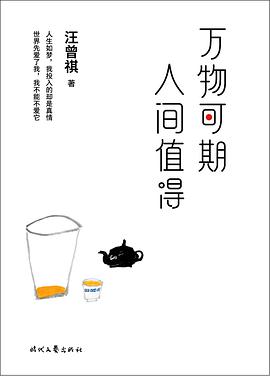 万物可期
人间值得
汪曾祺 著
人生如梦，我投入的却是真情
世界先爱了我，我不能不爱它
时代文艺出版社